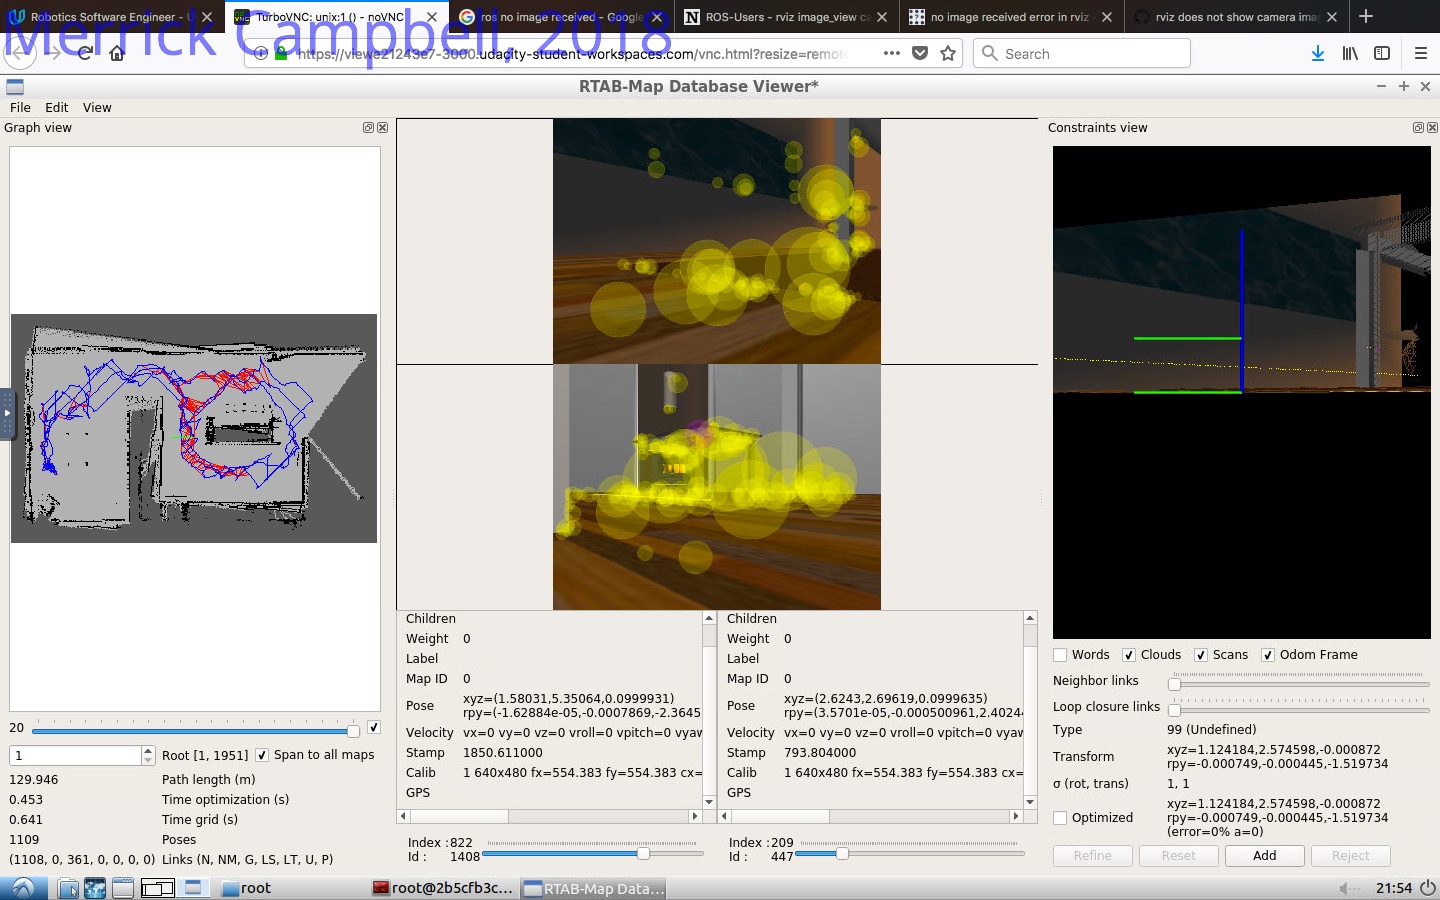 Robotics Software Engineer - U
TurboVNC: unix:1 () - noVNC
ros no image received - Google
ROS-Users - rviz image_view ca
no image received error in rviz -
rviz does not show camera ima
Merrick Campbell, 2018
https://viewe21243e7-3000.udacity-student-workspaces.com/vnc.html?resize=remot
Search
RTAB-Map Database Viewer*
File Edit View
Graph view
Constraints view
20
1
Root [1, 1951]
Span to all maps
129.946 Path length (m)
0.453 Time optimization (s)
0.641 Time grid (s)
1109 Poses
(1108, 0, 361, 0, 0, 0, 0) Links (N, NM, G, LS, LT, U, P)
Children
Weight 0
Label
Map ID 0
Pose xyz=(1.58031,5.35064,0.0999931)
rpy=(-1.62884e-05,-0.0007869,-2.3645
Velocity vx=0 vy=0 vz=0 vroll=0 vpitch=0 vyaw
Stamp 1850.611000
Calib 1 640x480 fx=554.383 fy=554.383 cx=
GPS
Index : 822
Id : 1408
Children
Weight 0
Label
Map ID 0
Pose xyz=(2.6243,2.69619,0.0999635)
rpy=(3.5701e-05,-0.000500961,2.4024
Velocity vx=0 vy=0 vz=0 vroll=0 vpitch=0 vyaw
Stamp 793.804000
Calib 1 640x480 fx=554.383 fy=554.383 cx=
GPS
Index : 209
Id : 447
Words Clouds Scans Odom Frame
Neighbor links
Loop closure links
Type 99 (Undefined)
Transform xyz=1.124184,2.574598,-0.000872
rpy=-0.000749,-0.000445,-1.519734
σ (rot, trans) 1, 1
Optimized xyz=1.124184,2.574598,-0.000872
rpy=-0.000749,-0.000445,-1.519734
(error=0% a=0)
Refine Reset Add Reject
root
root@2b5cfb3c...
RTAB-Map Data...
21:54